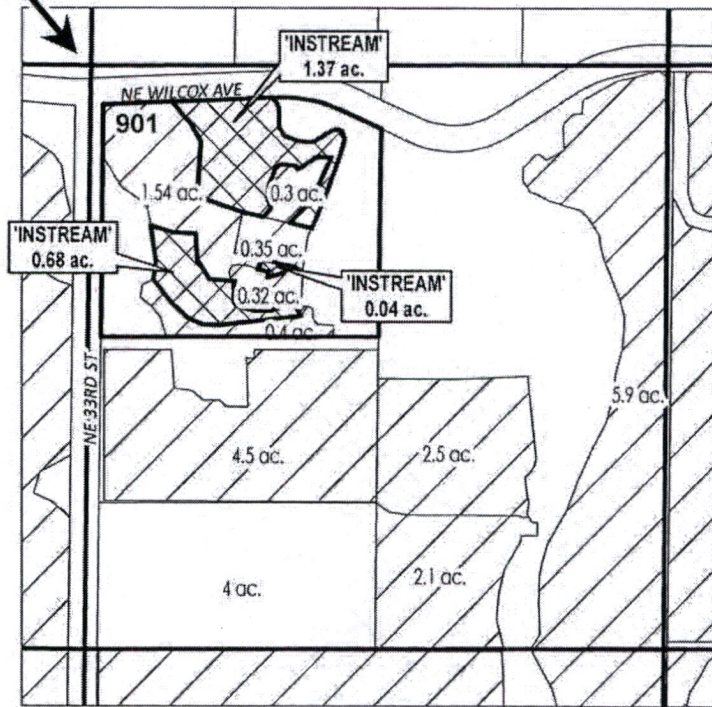 'INSTREAM'
1.37 ac.
NE WILCOX AVE
901
1.54 ac.
0.3 ac.
'INSTREAM'
0.68 ac.
0.35 ac.
'INSTREAM'
0.04 ac.
0.32 ac.
0.4 ac.
NE 33RD ST
5.9 ac.
4.5 ac.
2.5 ac.
4 ac.
2.1 ac.